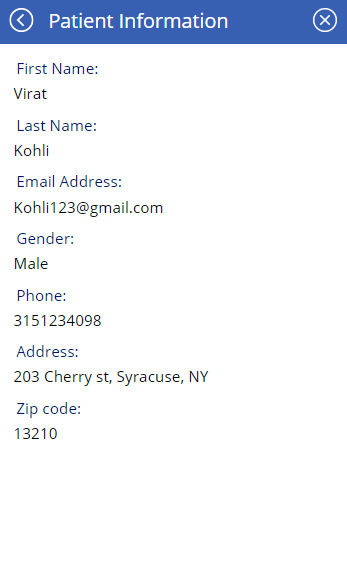 Patient Information
First Name:
Virat
Last Name:
Kohli
Email Address:
Kohli123@gmail.com
Gender:
Male
Phone:
3151234098
Address:
203 Cherry st, Syracuse, NY
Zip code:
13210